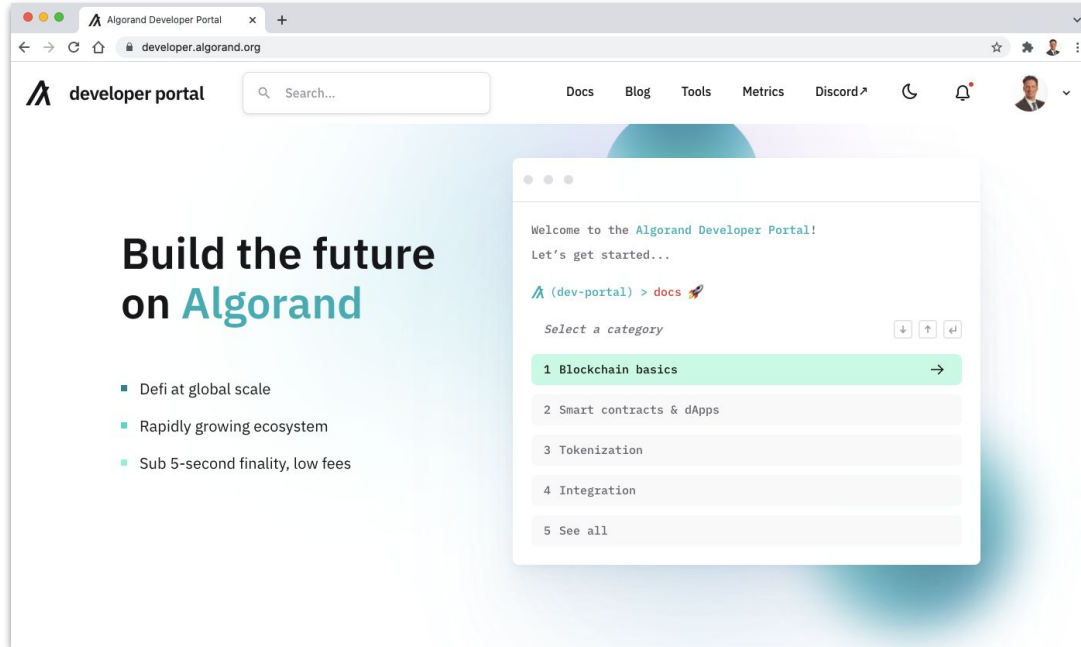 Algorand Developer Portal
developer.algorand.org
developer portal
Search...
Docs Blog Tools Metrics Discord↗
Build the future
on Algorand
Defi at global scale
Rapidly growing ecosystem
Sub 5-second finality, low fees
Welcome to the Algorand Developer Portal!
Let's get started...
(dev-portal) > docs 🚀
Select a category
1 Blockchain basics
2 Smart contracts & dApps
3 Tokenization
4 Integration
5 See all